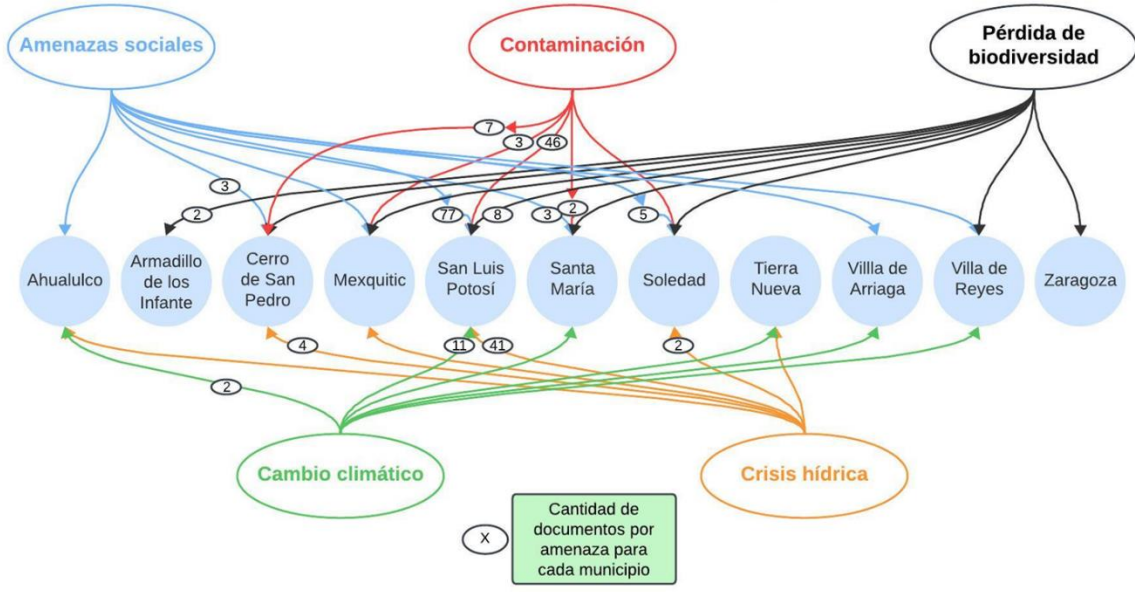 Amenazas sociales
Contaminación
Pérdida de
biodiversidad
7
3
46
3
2
77
8
3
2
5
Ahualulco
Armadillo
de los
Infante
Cerro
de San
Pedro
Mexquitic
San Luis
Potosí
Santa
María
Soledad
Tierra
Nueva
Villla de
Arriaga
Villa de
Reyes
Zaragoza
4
11
41
2
2
Cambio climático
Crisis hídrica
X
Cantidad de
documentos por
amenaza para
cada municipio